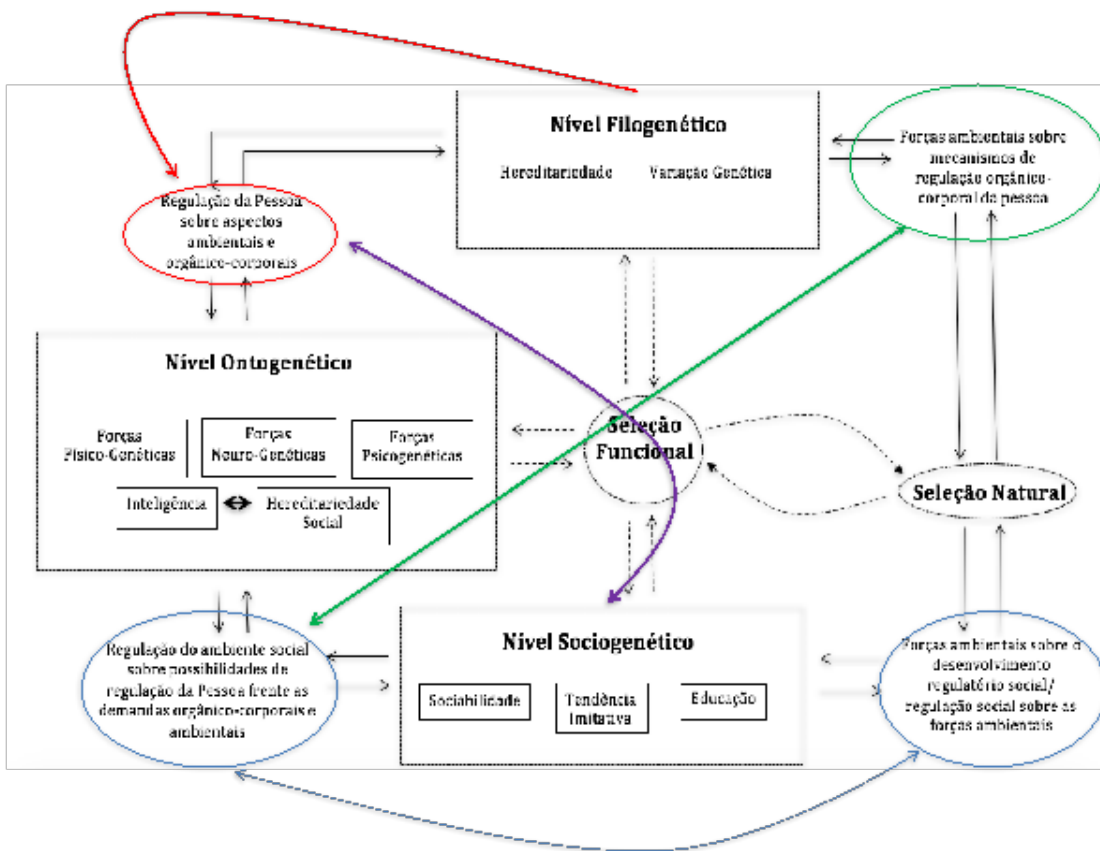 Nível Filogenético
Hereditariedade
Variação Genética
Forças ambientais sobre
mecanismos de
regulação orgânico-
corporal da pessoa
Regulação da Pessoa
sobre aspectos
ambientais e
orgânico-corporais
Nível Ontogenético
Forças
Físico-Genéticas
Forças
Neuro-Genéticas
Forças
Psicogenéticas
Inteligência
Hereditariedade
Social
Seleção
Funcional
Seleção Natural
Regulação do ambiente social
sobre possibilidades de
regulação da Pessoa frente as
demandas orgânico-corporais e
ambientais
Nível Sociogenético
Sociabilidade
Tendência
Imitativa
Educação
Forças ambientais sobre o
desenvolvimento
regulatório social/
regulação social sobre as
forças ambientais